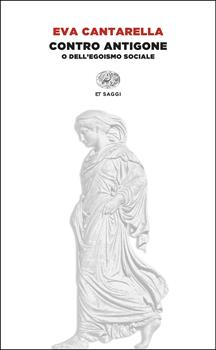 EVA CANTARELLA
CONTRO ANTIGONE
O DELL'EGOISMO SOCIALE
ET SAGGI